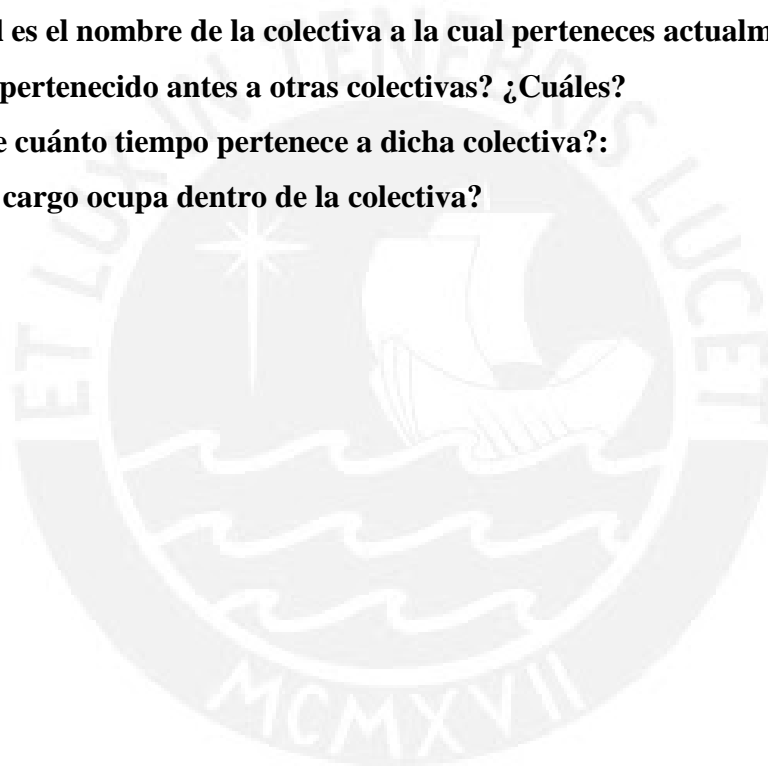 es el nombre de la colectiva a la cual perteneces
pertenecido antes a otras colectivas? ¿Cuáles?
cuánto tiempo pertenece a dicha colectiva?:
cargo ocupa dentro de la colectiva?
ET LUX IN TENEBRIS LUCET
MCMXVII